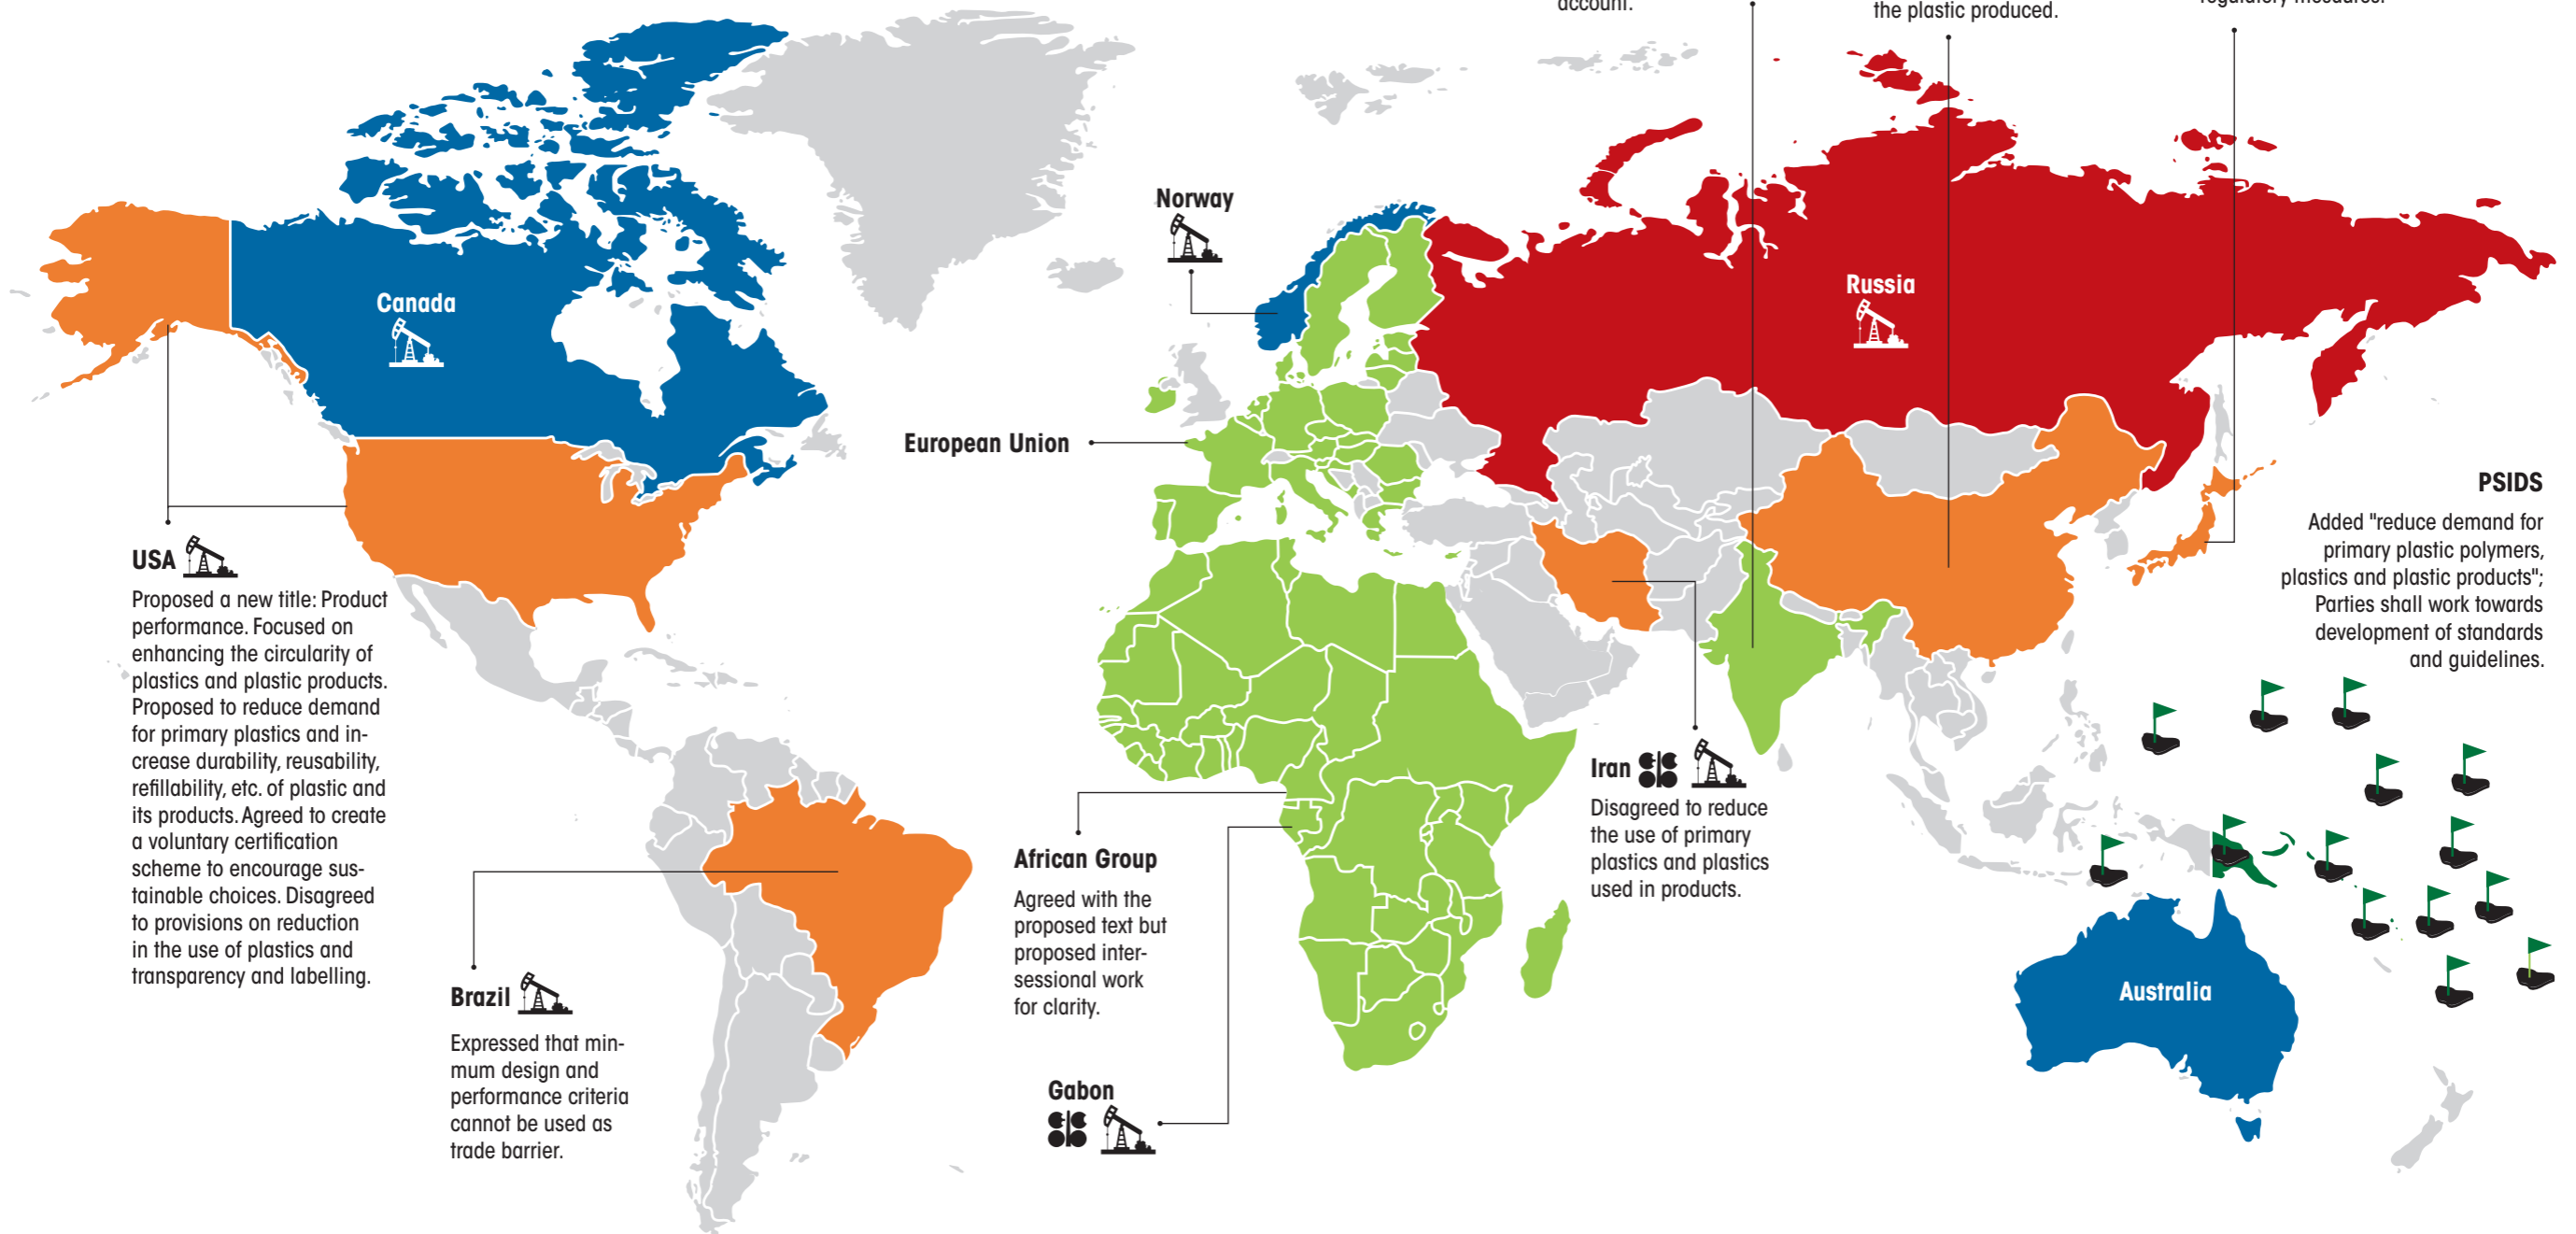 account.
the plastic produced.
regulatory measures.
Norway
Canada
Russia
European Union
PSIDS
Added "reduce demand for
primary plastic polymers,
plastics and plastic products";
Parties shall work towards
development of standards
and guidelines.
USA
Proposed a new title: Product
performance. Focused on
enhancing the circularity of
plastics and plastic products.
Proposed to reduce demand
for primary plastics and in-
crease durability, reusability,
refillability, etc. of plastic and
its products. Agreed to create
a voluntary certification
scheme to encourage sus-
tainable choices. Disagreed
to provisions on reduction
in the use of plastics and
transparency and labelling.
Brazil
Expressed that min-
mum design and
performance criteria
cannot be used as
trade barrier.
African Group
Agreed with the
proposed text but
proposed inter-
sessional work
for clarity.
Gabon
Iran
Disagreed to reduce
the use of primary
plastics and plastics
used in products.
Australia